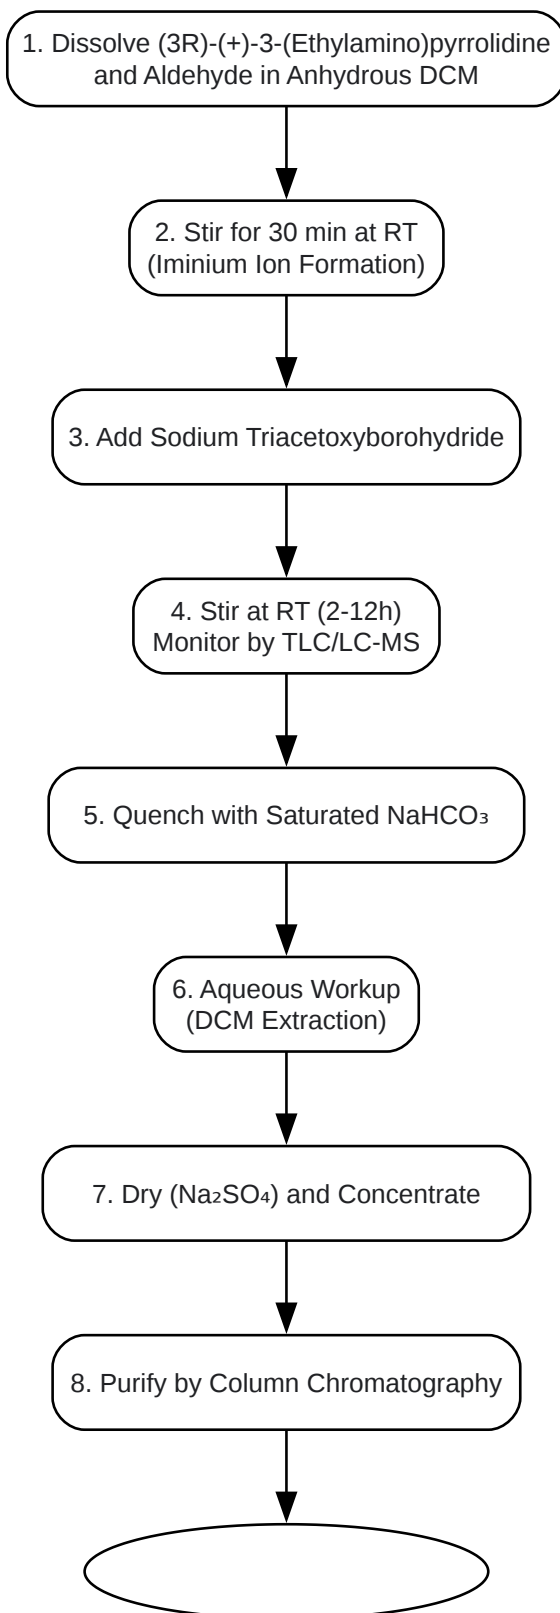 1. Dissolve (3R)-(+)-3-(Ethylamino)pyrrolidine
and Aldehyde in Anhydrous DCM
2. Stir for 30 min at RT
(Iminium Ion Formation)
3. Add Sodium Triacetoxyborohydride
4. Stir at RT (2-12h)
Monitor by TLC/LC-MS
5. Quench with Saturated NaHCO₃
6. Aqueous Workup
(DCM Extraction)
7. Dry (Na₂SO₄) and Concentrate
8. Purify by Column Chromatography